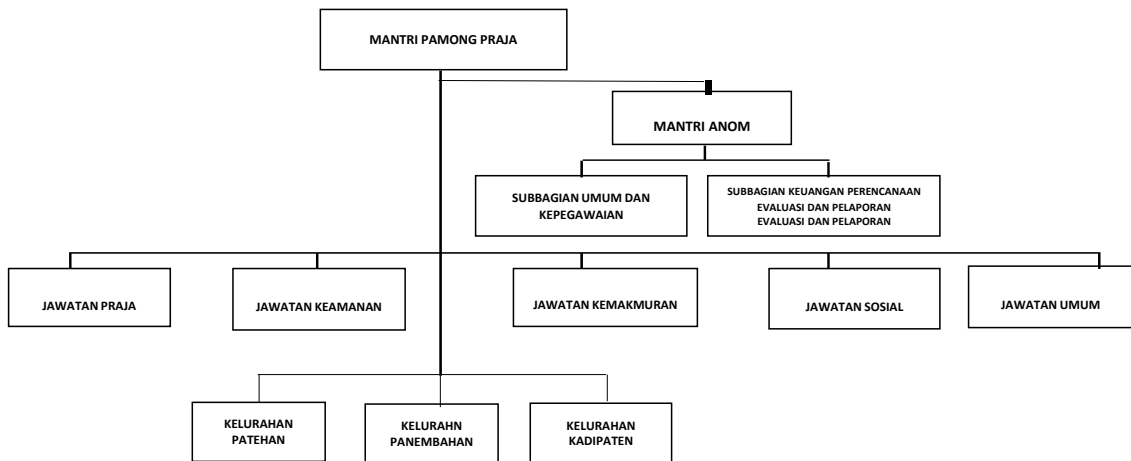 MANTRI PAMONG PRAJA
MANTRI ANOM
SUBBAGIAN UMUM DAN
KEPEGAWAIAN
SUBBAGIAN KEUANGAN PERENCANAAN
EVALUASI DAN PELAPORAN
EVALUASI DAN PELAPORAN
JAWATAN PRAJA
JAWATAN KEAMANAN
JAWATAN KEMAKMURAN
JAWATAN SOSIAL
JAWATAN UMUM
KELURAHAN
PATEHAN
KELURAHN
PANEMBAHAN
KELURAHAN
KADIPATEN